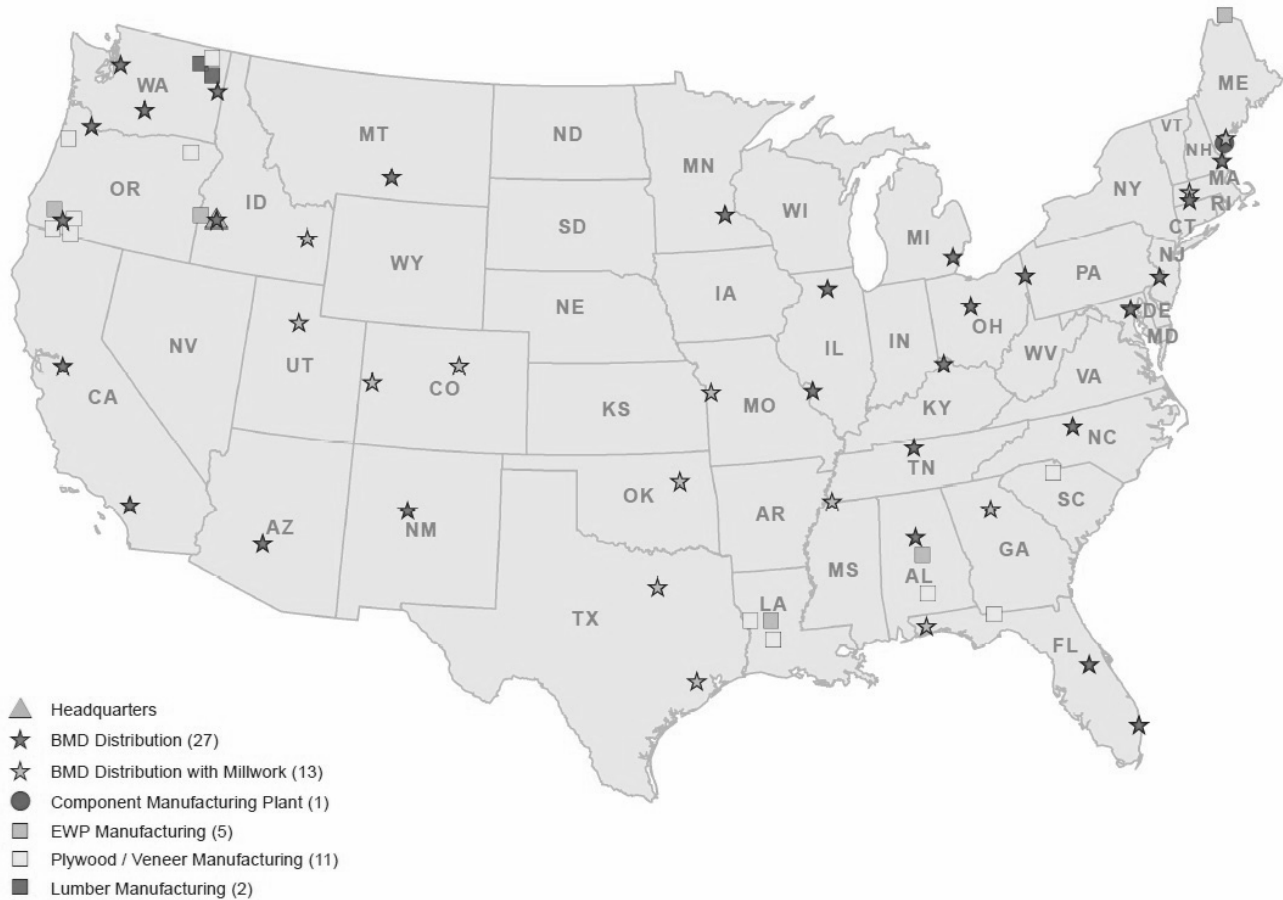 ME
WA
VT
MT
ND
NH
MN
OR
MA
NY
ID
WI
RI
SD
CT
MI
WY
NJ
PA
IA
NE
DE
OH
MD
NV
IL
IN
WV
UT
CO
VA
CA
KS
MO
KY
NC
TN
OK
SC
AR
AZ
NM
GA
MS
AL
LA
TX
FL
Headquarters
BMD Distribution (27)
BMD Distribution with Millwork (13)
Component Manufacturing Plant (1)
EWP Manufacturing (5)
Plywood / Veneer Manufacturing (11)
Lumber Manufacturing (2)